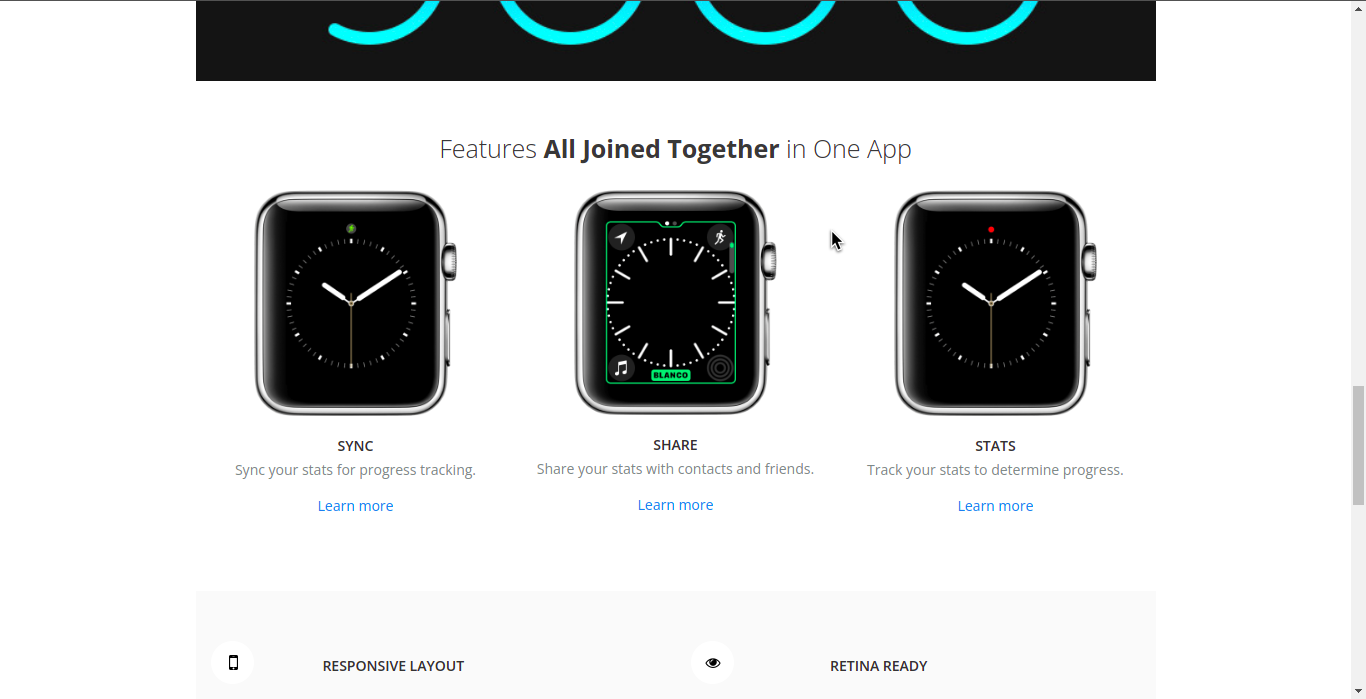 Features All Joined Together in One App
BLANCO
SYNC
Sync your stats for progress tracking.
Learn more
SHARE
Share your stats with contacts and friends.
Learn more
STATS
Track your stats to determine progress.
Learn more
RESPONSIVE LAYOUT
RETINA READY